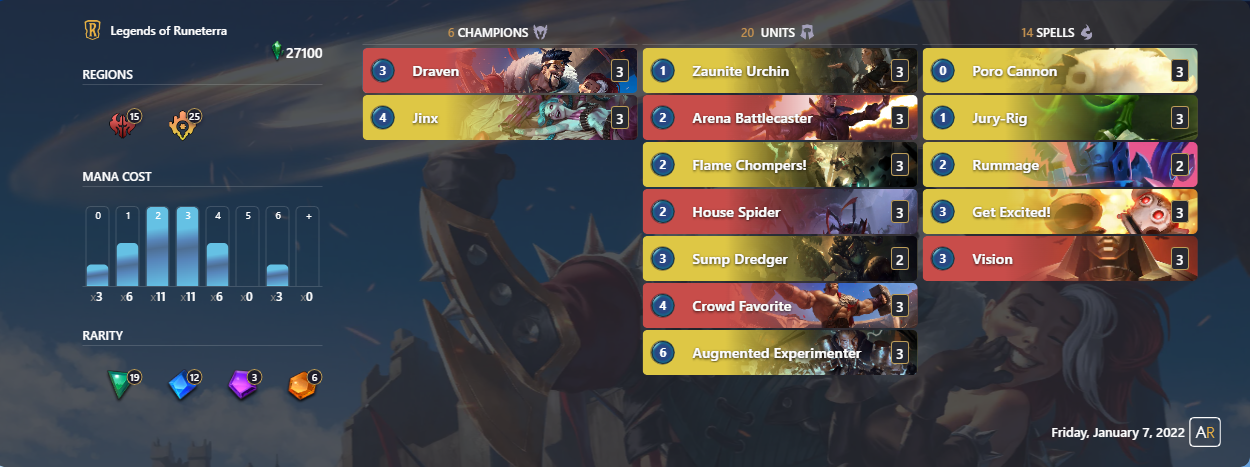 Legends of Runeterra
27100
REGIONS
15
25
MANA COST
0 1 2 3 4 5 6 +
x3 x6 x11 x11 x6 x0 x3 x0
RARITY
19 12 3 6
6 CHAMPIONS
3 Draven 3
4 Jinx 3
20 UNITS
1 Zaunite Urchin 3
2 Arena Battlecaster 3
2 Flame Chompers! 3
2 House Spider 3
3 Sump Dredger 2
4 Crowd Favorite 3
6 Augmented Experimenter 3
14 SPELLS
0 Poro Cannon 3
1 Jury-Rig 3
2 Rummage 2
3 Get Excited! 3
3 Vision 3
Friday, January 7, 2022 AR